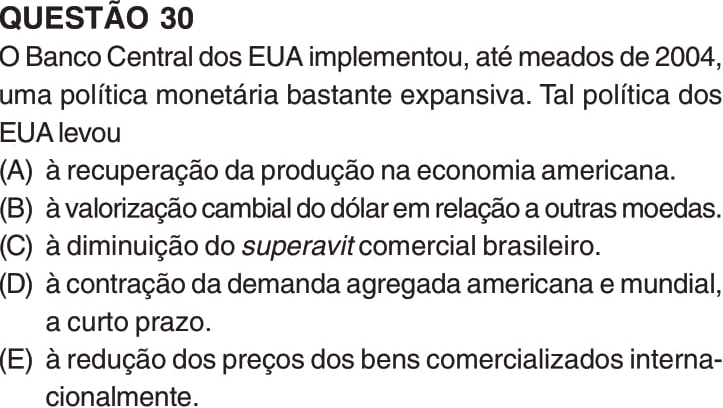 QUESTÃO 30
O Banco Central dos EUA implementou, até meados de 2004,
uma política monetária bastante expansiva. Tal política dos
EUA levou
(A) à recuperação da produção na economia americana.
(B) à valorização cambial do dólar em relação a outras moedas.
(C) à diminuição do superavit comercial brasileiro.
(D) à contração da demanda agregada americana e mundial,
a curto prazo.
(E) à redução dos preços dos bens comercializados interna-
cionalmente.